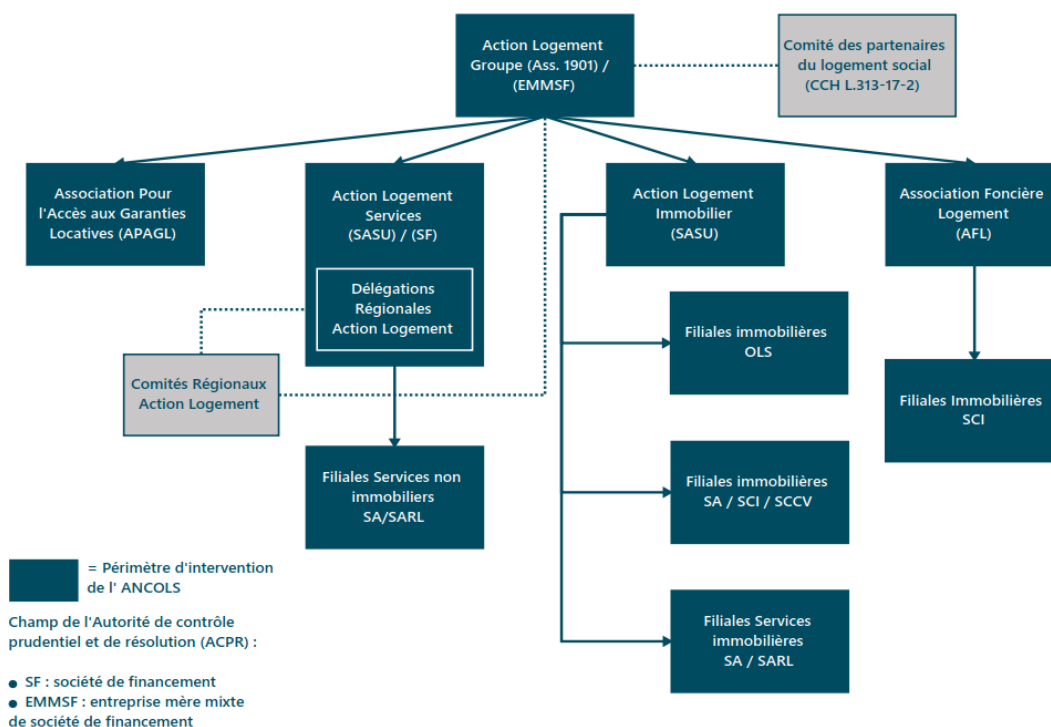 Action Logement
Groupe (Ass. 1901) /
(EMMSF)
Comité des partenaires
du logement social
(CCH L.313-17-2)
Association Pour
l'Accès aux Garanties
Locatives (APAGL)
Action Logement
Services
(SASU) / (SF)
Délégations
Régionales
Action Logement
Action Logement
Immobilier
(SASU)
Association Foncière
Logement
(AFL)
Comités Régionaux
Action Logement
Filiales immobilières
OLS
Filiales Immobilières
SCI
Filiales Services non
immobiliers
SA/SARL
Filiales immobilières
SA / SCI / SCCV
Filiales Services
immobilières
SA / SARL
= Périmètre d'intervention
de l' ANCOLS
Champ de l'Autorité de contrôle
prudentiel et de résolution (ACPR) :
● SF : société de financement
● EMMSF : entreprise mère mixte
de société de financement